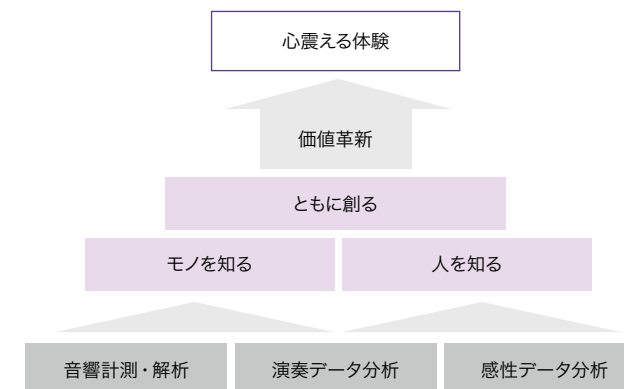 心震える体験
価値革新
ともに創る
モノを知る
人を知る
音響計測・解析
演奏データ分析
感性データ分析